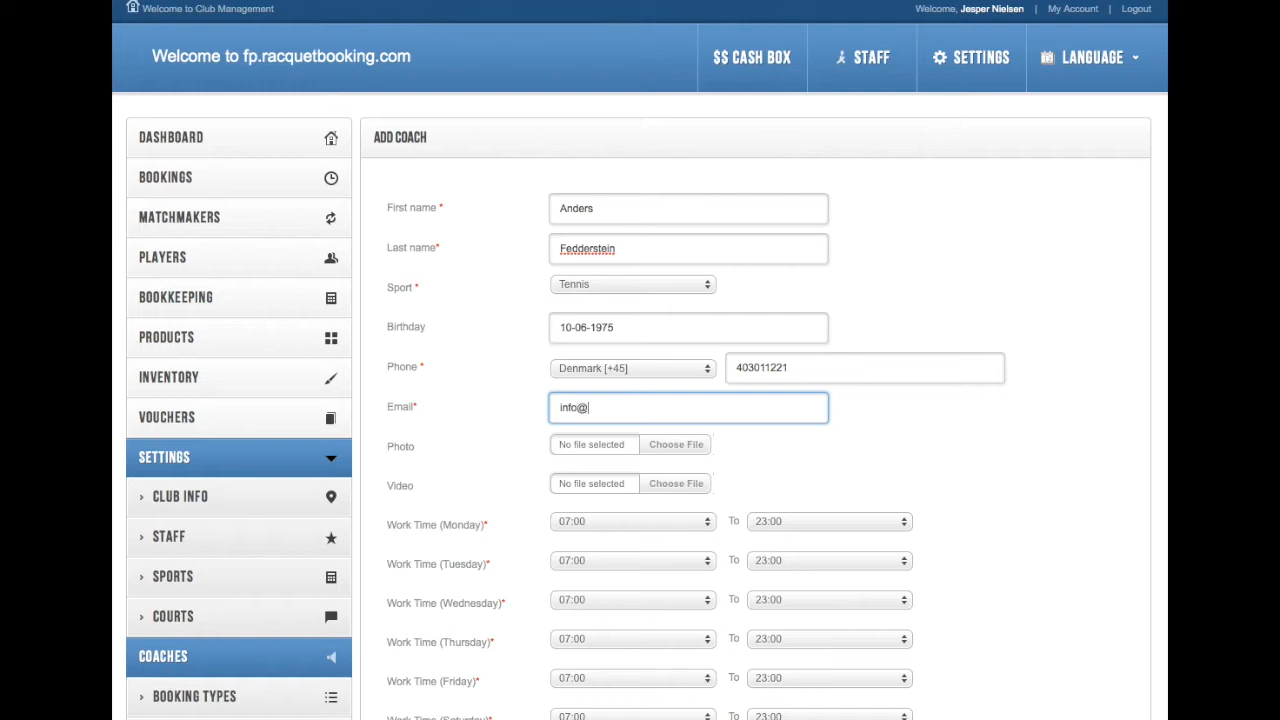 Welcome to Club Management
Welcome, Jesper Nielsen | My Account | Logout
Welcome to fp.racquetbooking.com
$$ CASH BOX
STAFF
SETTINGS
LANGUAGE
DASHBOARD
BOOKINGS
MATCHMAKERS
PLAYERS
BOOKKEEPING
PRODUCTS
INVENTORY
VOUCHERS
SETTINGS
› CLUB INFO
› STAFF
› SPORTS
› COURTS
COACHES
› BOOKING TYPES
ADD COACH
First name * Anders
Last name* Fedderstein
Sport * Tennis
Birthday 10-06-1975
Phone * Denmark [+45] 403011221
Email* info@
Photo No file selected Choose File
Video No file selected Choose File
Work Time (Monday)* 07:00 To 23:00
Work Time (Tuesday)* 07:00 To 23:00
Work Time (Wednesday)* 07:00 To 23:00
Work Time (Thursday)* 07:00 To 23:00
Work Time (Friday)* 07:00 To 23:00
Work Time (Saturday)* 07:00 To 23:00